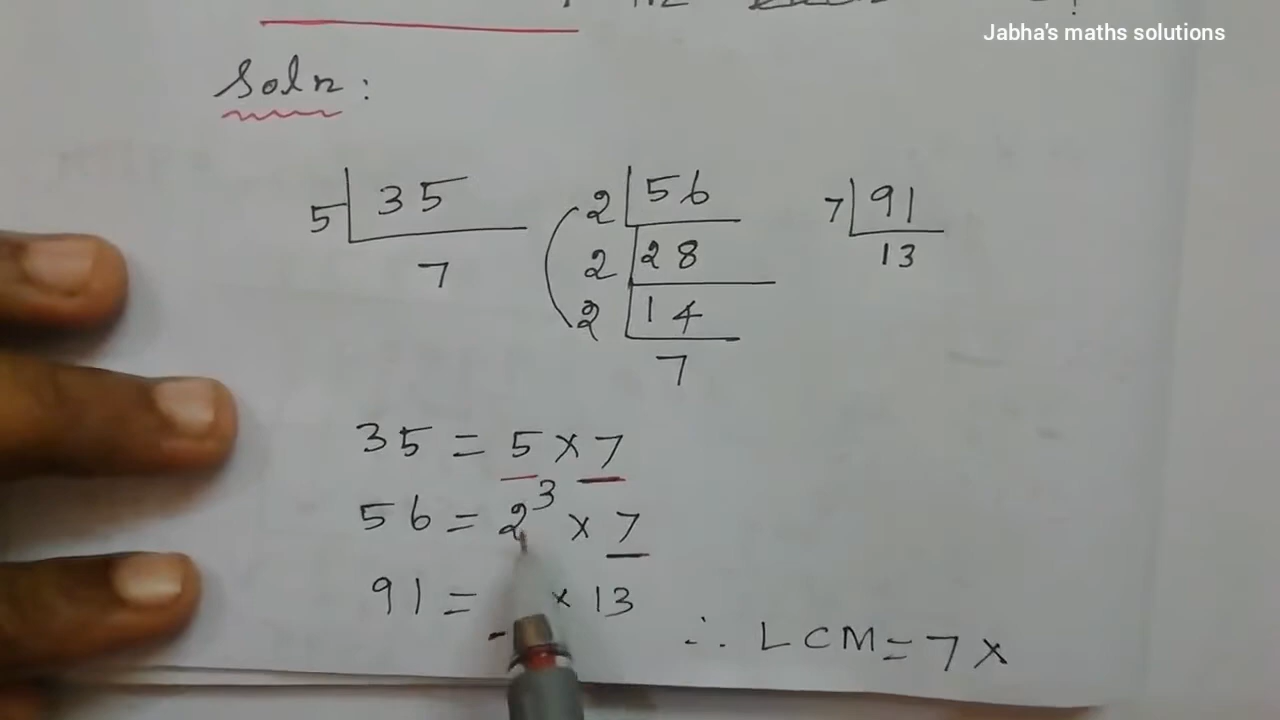 Jabha's maths solutions
Soln:
5 35
7
2 56
2 28
2 14
7
7 91
13
35 = 5 × 7
56 = 2³ × 7
91 = × 13
∴ LCM = 7 ×